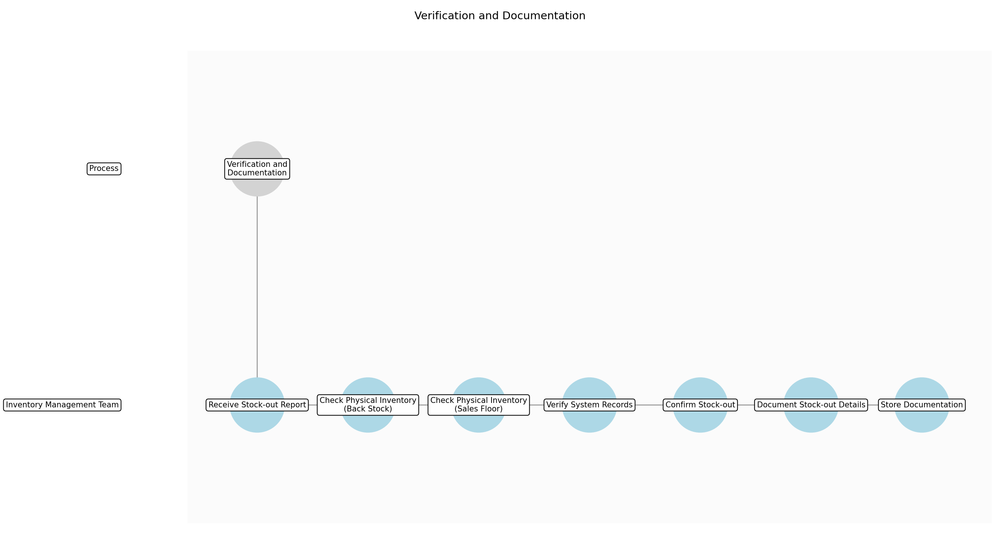 Verification and Documentation
Process
Verification and
Documentation
Inventory Management Team
Receive Stock-out Report
Check Physical Inventory
(Back Stock)
Check Physical Inventory
(Sales Floor)
Verify System Records
Confirm Stock-out
Document Stock-out Details
Store Documentation